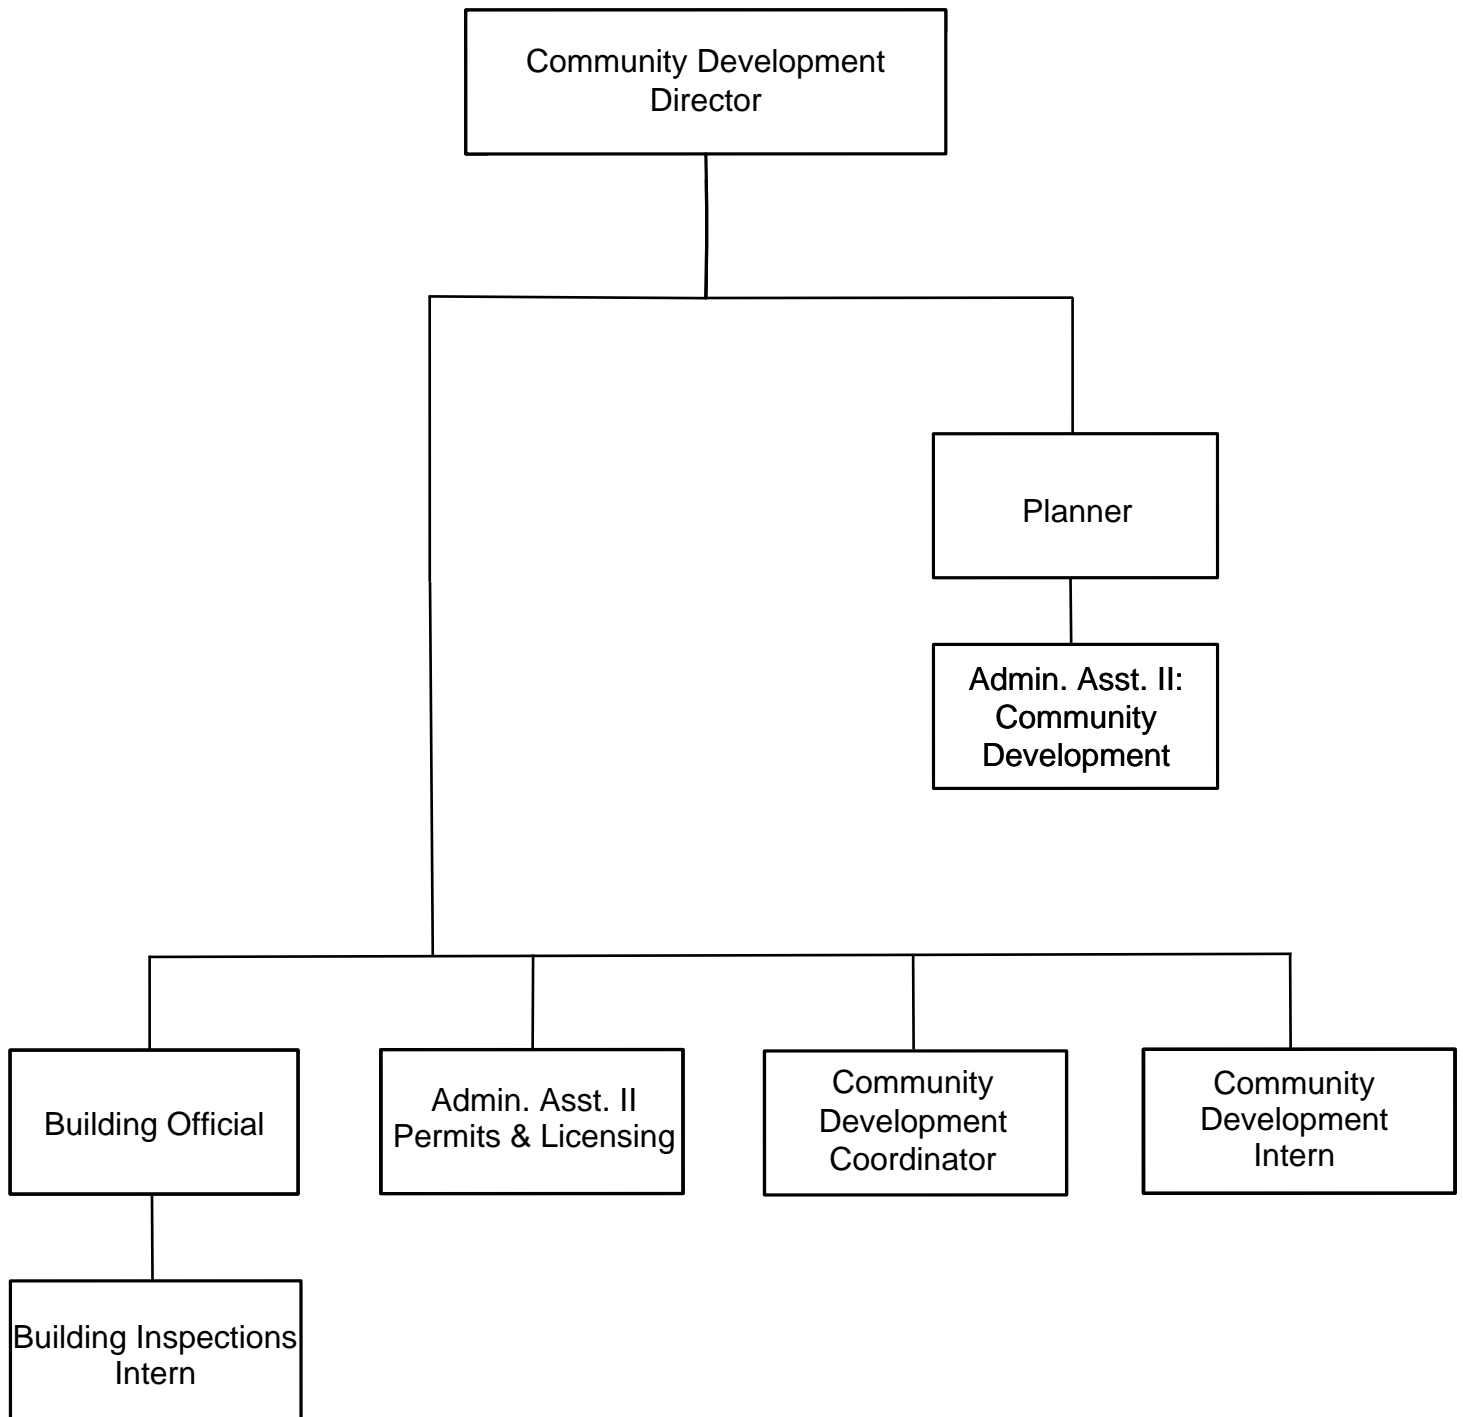 Community Development
Director
Planner
Admin. Asst. II:
Community
Development
Building Official
Admin. Asst. II
Permits & Licensing
Community
Development
Coordinator
Community
Development
Intern
Building Inspections
Intern